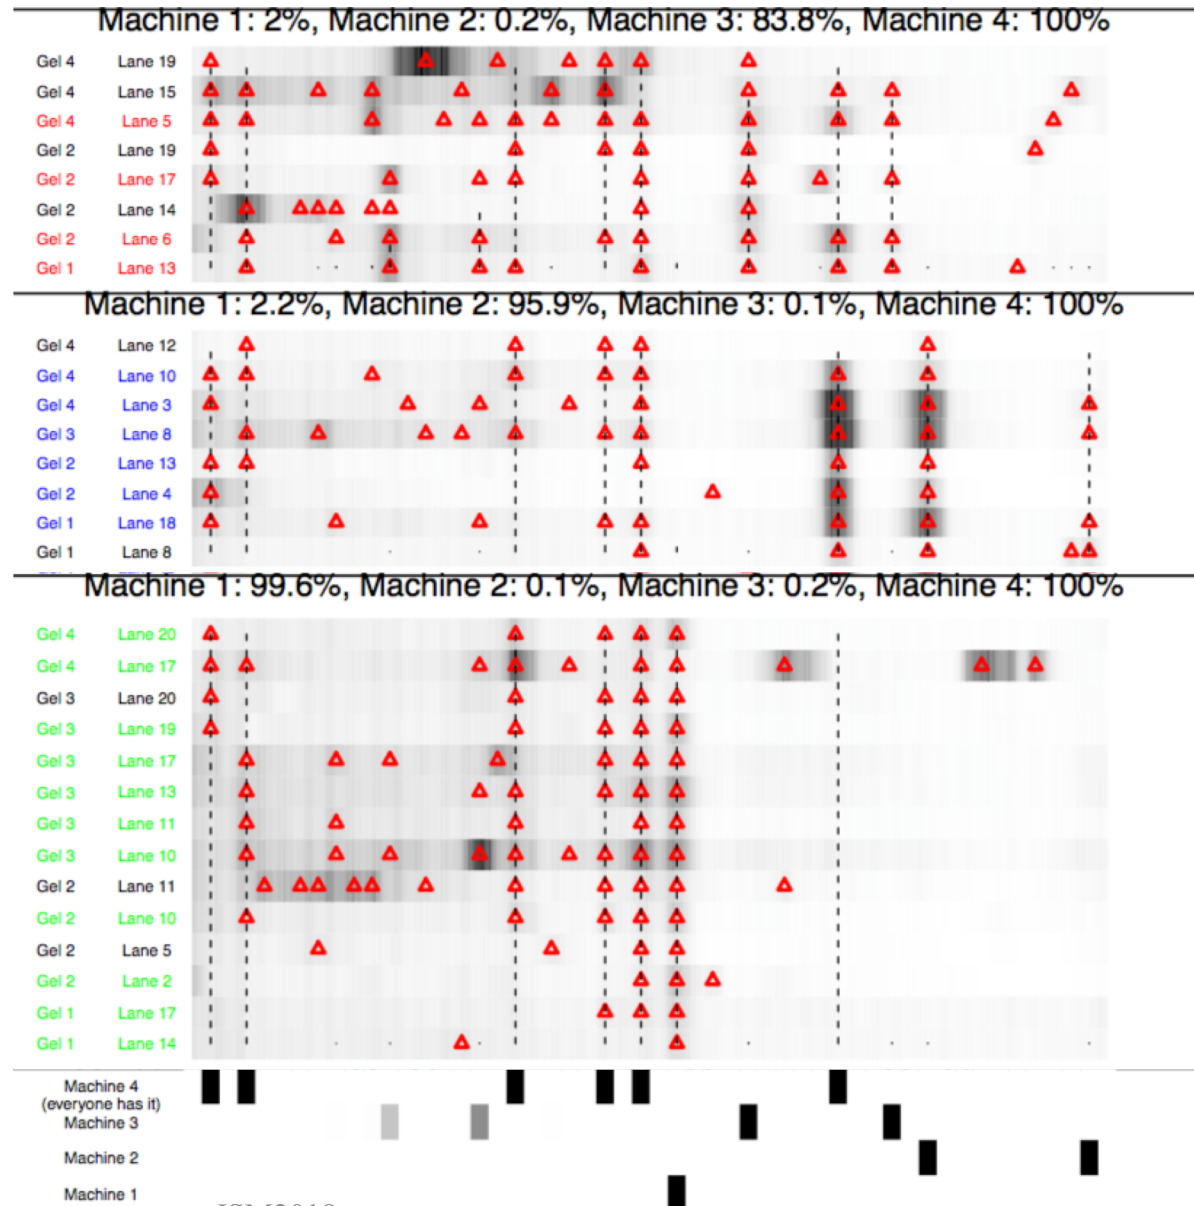 Machine 1: 2%, Machine 2: 0.2%, Machine 3: 83.8%, Machine 4: 100%
Gel 4 Lane 19
Gel 4 Lane 15
Gel 4 Lane 5
Gel 2 Lane 19
Gel 2 Lane 17
Gel 2 Lane 14
Gel 2 Lane 6
Gel 1 Lane 13
Machine 1: 2.2%, Machine 2: 95.9%, Machine 3: 0.1%, Machine 4: 100%
Gel 4 Lane 12
Gel 4 Lane 10
Gel 4 Lane 3
Gel 3 Lane 8
Gel 2 Lane 13
Gel 2 Lane 4
Gel 1 Lane 18
Gel 1 Lane 8
Machine 1: 99.6%, Machine 2: 0.1%, Machine 3: 0.2%, Machine 4: 100%
Gel 4 Lane 20
Gel 4 Lane 17
Gel 3 Lane 20
Gel 3 Lane 19
Gel 3 Lane 17
Gel 3 Lane 13
Gel 3 Lane 11
Gel 3 Lane 10
Gel 2 Lane 11
Gel 2 Lane 10
Gel 2 Lane 5
Gel 2 Lane 2
Gel 1 Lane 17
Gel 1 Lane 14
Machine 4
(everyone has it)
Machine 3
Machine 2
Machine 1